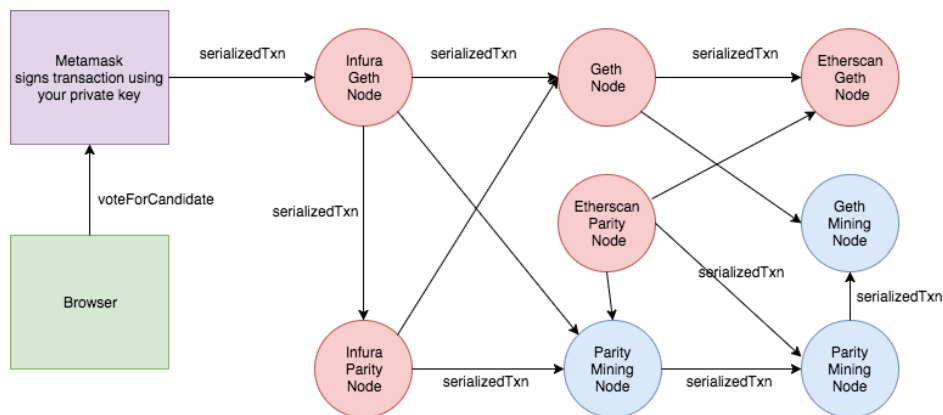 Metamask
signs transaction using
your private key
serializedTxn
Infura
Geth
Node
serializedTxn
Geth
Node
serializedTxn
Etherscan
Geth
Node
voteForCandidate
serializedTxn
Etherscan
Parity
Node
Geth
Mining
Node
serializedTxn
serializedTxn
Browser
Infura
Parity
Node
serializedTxn
Parity
Mining
Node
serializedTxn
Parity
Mining
Node